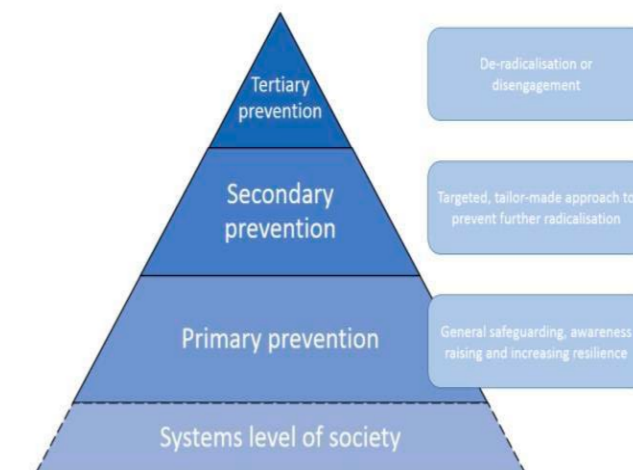 Tertiary
prevention
De-radicalisation or
disengagement
Secondary
prevention
Targeted, tailor-made approach to
prevent further radicalisation
Primary prevention
General safeguarding, awareness
raising and increasing resilience
Systems level of society